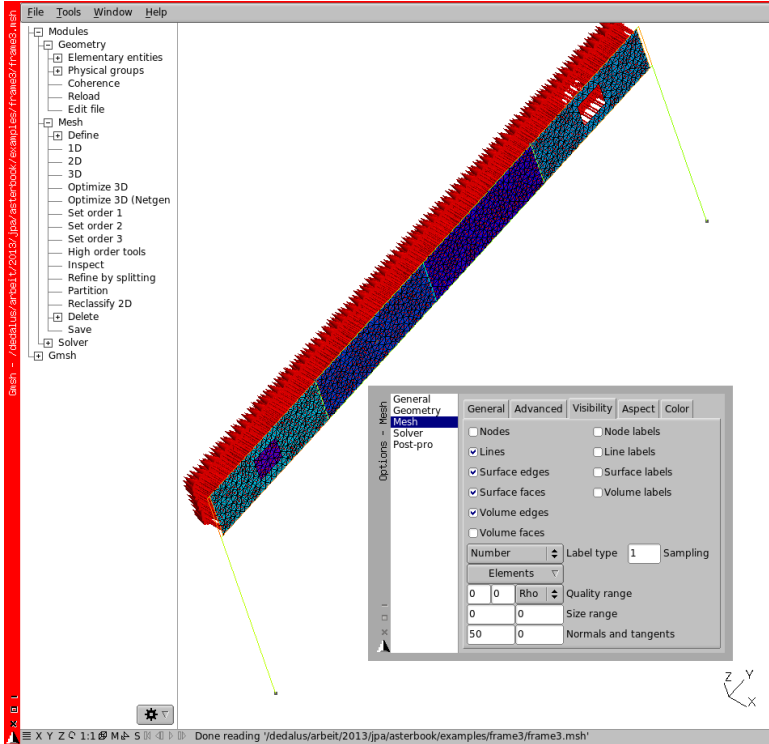 Gmsh - /dedalus/arbeit/2013/jpa/asterbook/examples/frame3/frame3.msh
File Tools Window Help
Modules
Geometry
Elementary entities
Physical groups
Coherence
Reload
Edit file
Mesh
Define
1D
2D
3D
Optimize 3D
Optimize 3D (Netgen
Set order 1
Set order 2
Set order 3
High order tools
Inspect
Refine by splitting
Partition
Reclassify 2D
Delete
Save
Solver
Gmsh
Options - Mesh
General
Geometry
Mesh
Solver
Post-pro
General Advanced Visibility Aspect Color
Nodes Node labels
Lines Line labels
Surface edges Surface labels
Surface faces Volume labels
Volume edges
Volume faces
Number Label type 1 Sampling
Elements
0 0 Rho Quality range
0 0 Size range
50 0 Normals and tangents
Z Y
X
X Y Z 1:1 M S Done reading '/dedalus/arbeit/2013/jpa/asterbook/examples/frame3/frame3.msh'